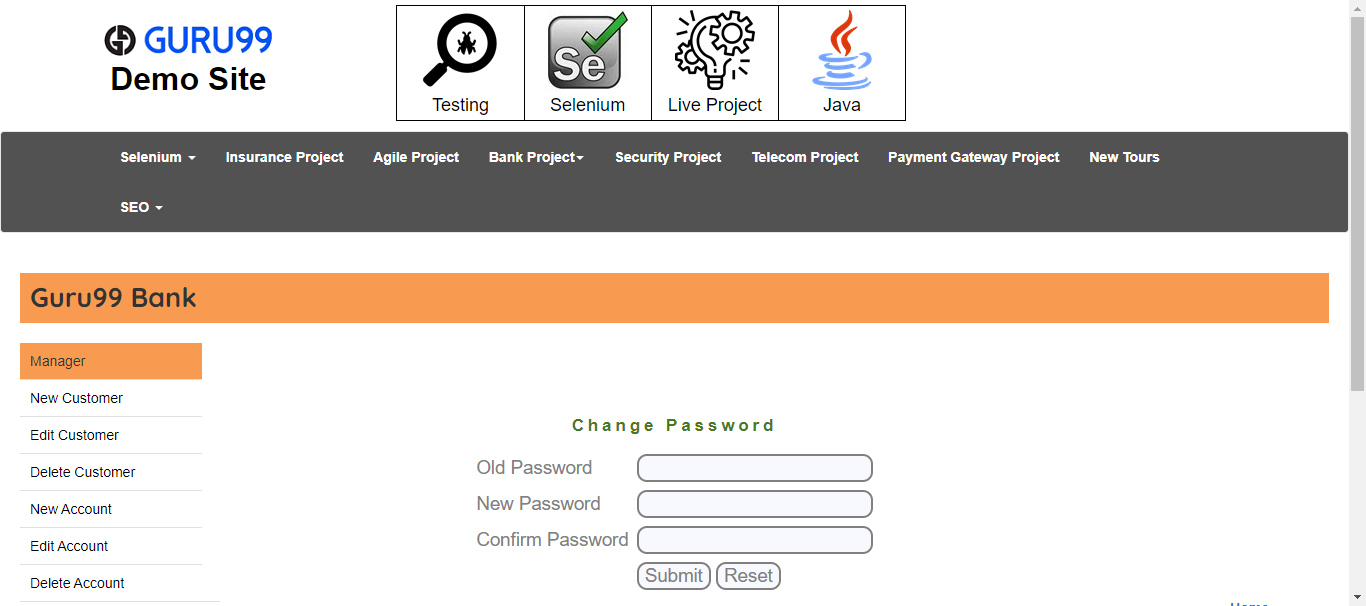 GURU99
Demo Site
Se
Testing Selenium Live Project Java
Selenium Insurance Project Agile Project Bank Project Security Project Telecom Project Payment Gateway Project New Tours
SEO
Guru99 Bank
Manager
New Customer
Edit Customer
Delete Customer
New Account
Edit Account
Delete Account
Change Password
Old Password
New Password
Confirm Password
Submit Reset